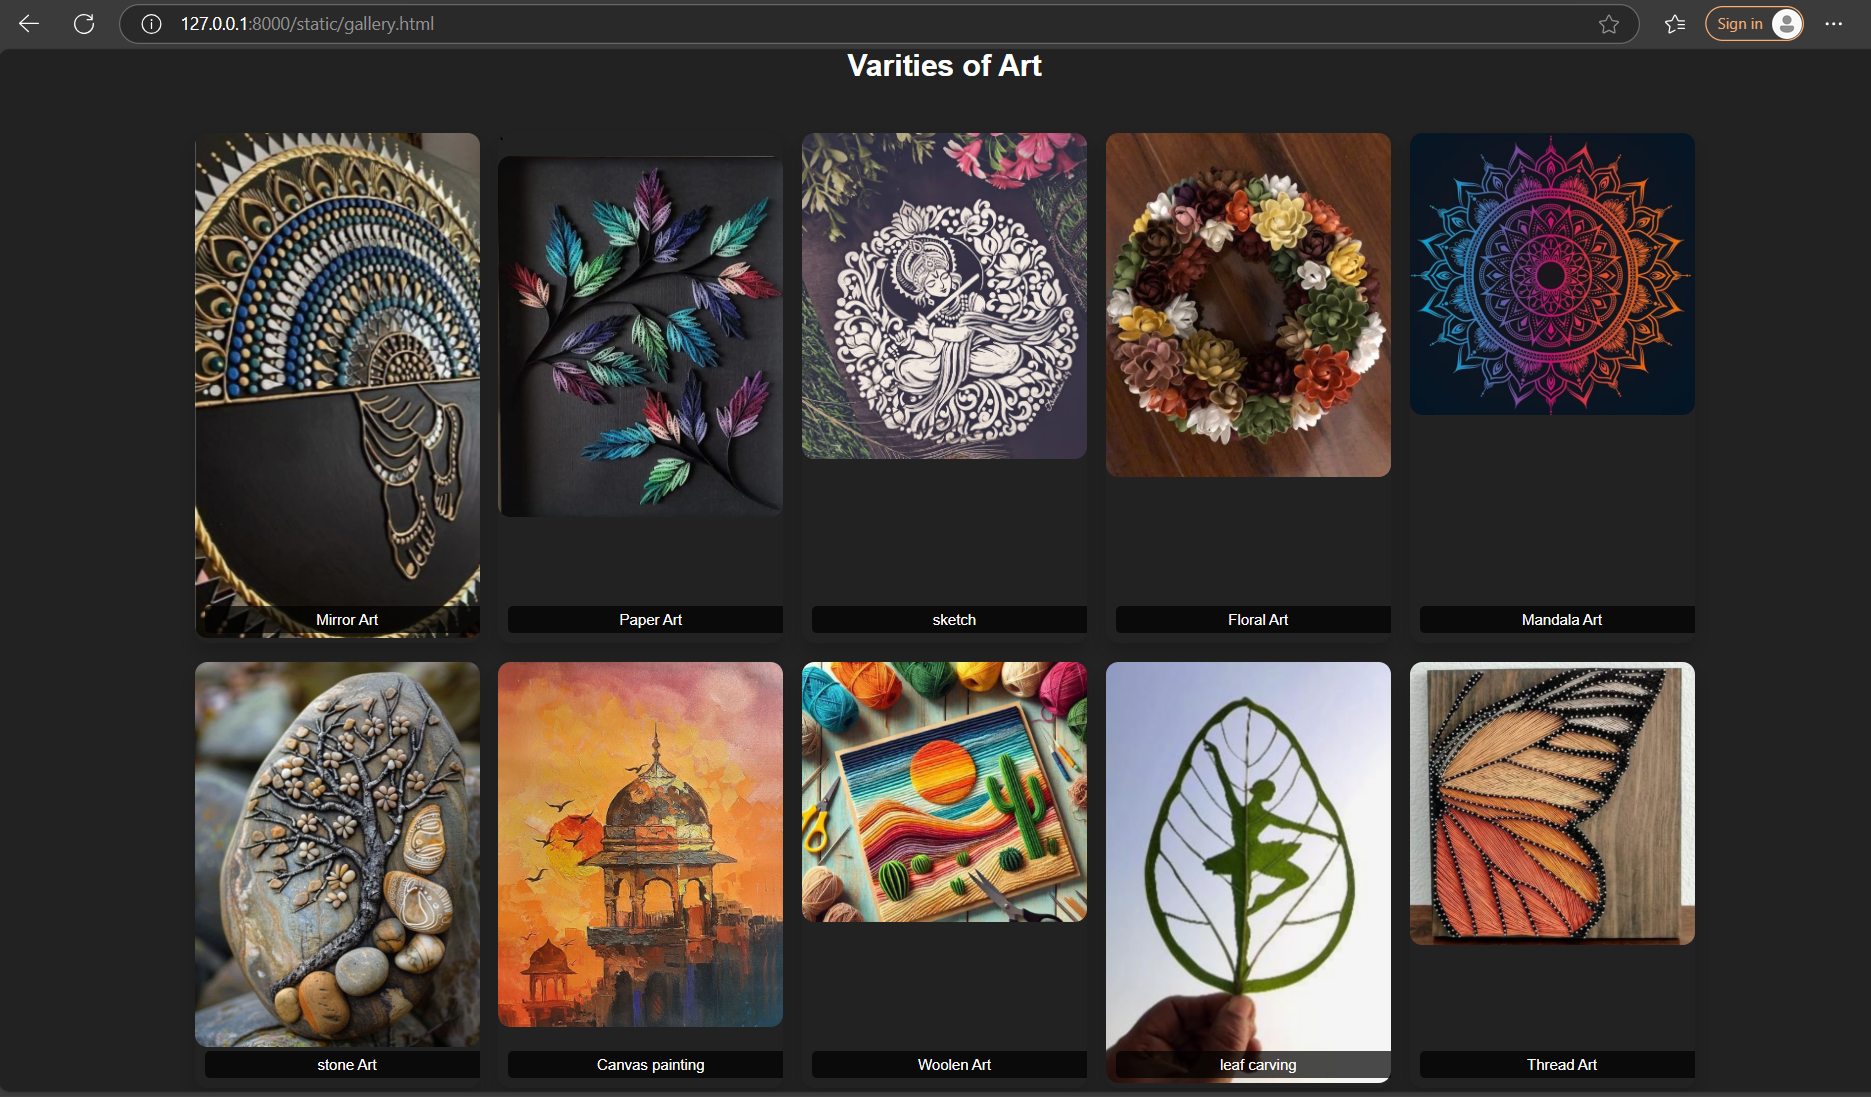 127.0.0.1:8000/static/gallery.html
Sign in
Varities of Art
Mirror Art
Paper Art
sketch
Floral Art
Mandala Art
stone Art
Canvas painting
Woolen Art
leaf carving
Thread Art